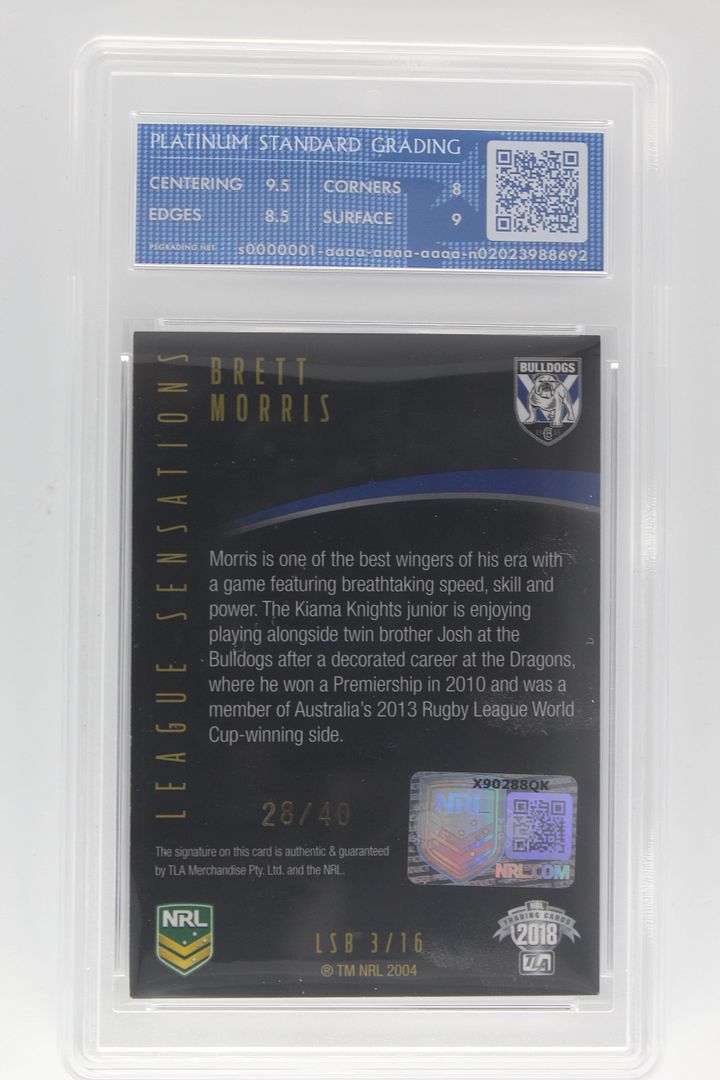 PLATINUM STANDARD GRADING
CENTERING 9.5 CORNERS 8
EDGES 8.5 SURFACE 9
PSGRADING.NET s0000001-aaaa-aaaa-aaaa-n02023988692
LEAGUE SENSATIONS
BRETT
MORRIS
BULLDOGS
Morris is one of the best wingers of his era with
a game featuring breathtaking speed, skill and
power. The Kiama Knights junior is enjoying
playing alongside twin brother Josh at the
Bulldogs after a decorated career at the Dragons,
where he won a Premiership in 2010 and was a
member of Australia's 2013 Rugby League World
Cup-winning side.
28/40
X90288QK
NRL
NRL.COM
The signature on this card is authentic & guaranteed
by TLA Merchandise Pty. Ltd. and the NRL.
NRL
LSB 3/16
® TM NRL 2004
NRL
TRADING CARDS
2018
TLA